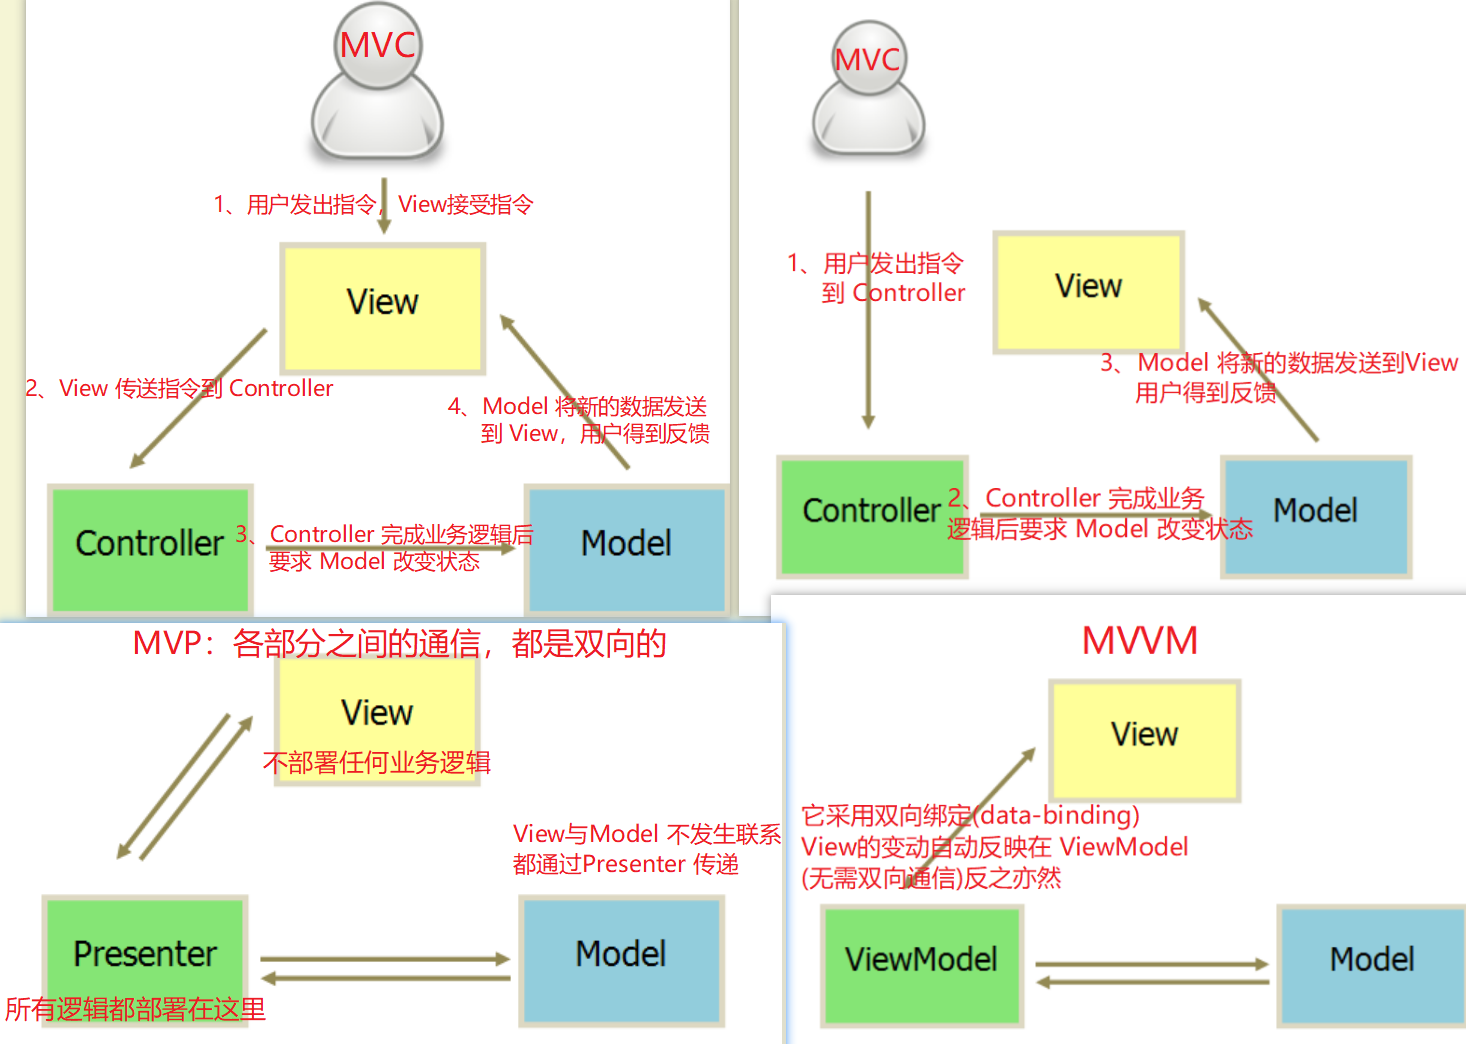 MVC
1、用户发出指令，View接受指令
View
2、View 传送指令到 Controller
4、Model 将新的数据发送
到 View，用户得到反馈
Controller
3、Controller 完成业务逻辑后
要求 Model 改变状态
Model
MVC
1、用户发出指令
到 Controller
View
3、Model 将新的数据发送到View
用户得到反馈
Controller
2、Controller 完成业务
逻辑后要求 Model 改变状态
Model
MVP：各部分之间的通信，都是双向的
View
不部署任何业务逻辑
View与Model 不发生联系
都通过Presenter 传递
Presenter
所有逻辑都部署在这里
Model
MVVM
View
它采用双向绑定(data-binding)
View的变动自动反映在 ViewModel
(无需双向通信)反之亦然
ViewModel
Model